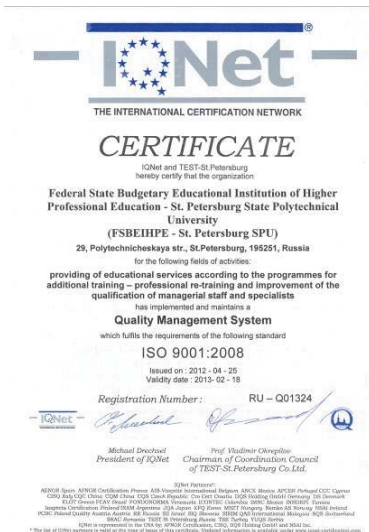 ®
IQNet
THE INTERNATIONAL CERTIFICATION NETWORK
CERTIFICATE
IQNet and TEST-St.Petersburg
hereby certify that the organization
Federal State Budgetary Educational Institution of Higher
Professional Education - St. Petersburg State Polytechnical
University
(FSBEIHPE - St. Petersburg SPU)
29, Polytechnicheskaya str., St.Petersburg, 195251, Russia
for the following fields of activities:
providing of educational services according to the programmes for
additional training – professional re-training and improvement of the
qualification of managerial staff and specialists
has implemented and maintains a
Quality Management System
which fulfils the requirements of the following standard
ISO 9001:2008
Issued on : 2012 - 04 - 25
Validity date : 2013- 02 - 18
Registration Number: RU – Q01324
IQNet
Michael Drechsel
President of IQNet
Prof. Vladimir Okrepilov
Chairman of Coordination Council
of TEST-St.Petersburg Co.Ltd.
IQNet Partners*: